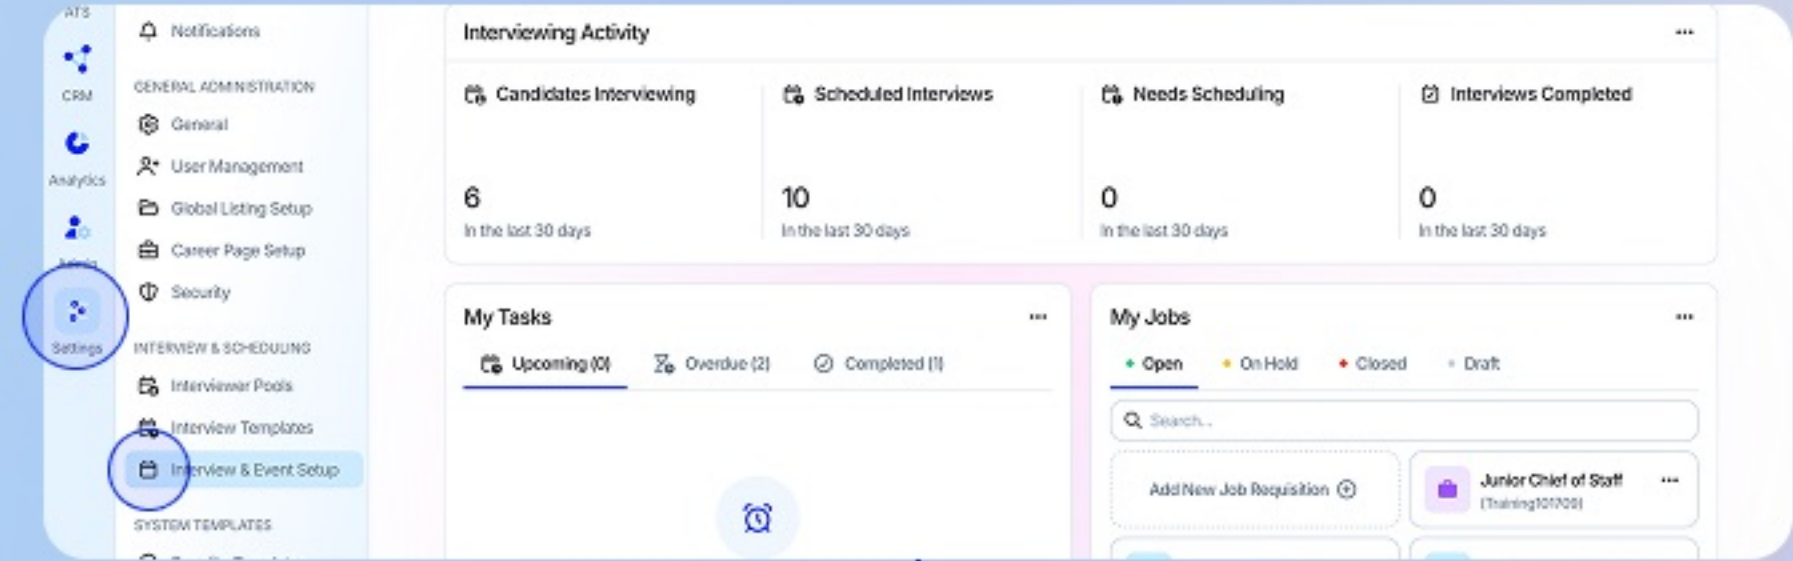 ATS
CRM
Analytics
Admin
Settings
Notifications
GENERAL ADMINISTRATION
General
User Management
Global Listing Setup
Career Page Setup
Security
INTERVIEW & SCHEDULING
Interviewer Pools
Interview Templates
Interview & Event Setup
SYSTEM TEMPLATES
Interviewing Activity
Candidates Interviewing
6
In the last 30 days
Scheduled Interviews
10
In the last 30 days
Needs Scheduling
0
In the last 30 days
Interviews Completed
0
In the last 30 days
My Tasks
Upcoming (0) Overdue (2) Completed (1)
My Jobs
Open On Hold Closed Draft
Search...
Add New Job Requisition
Junior Chief of Staff
(Training101709)